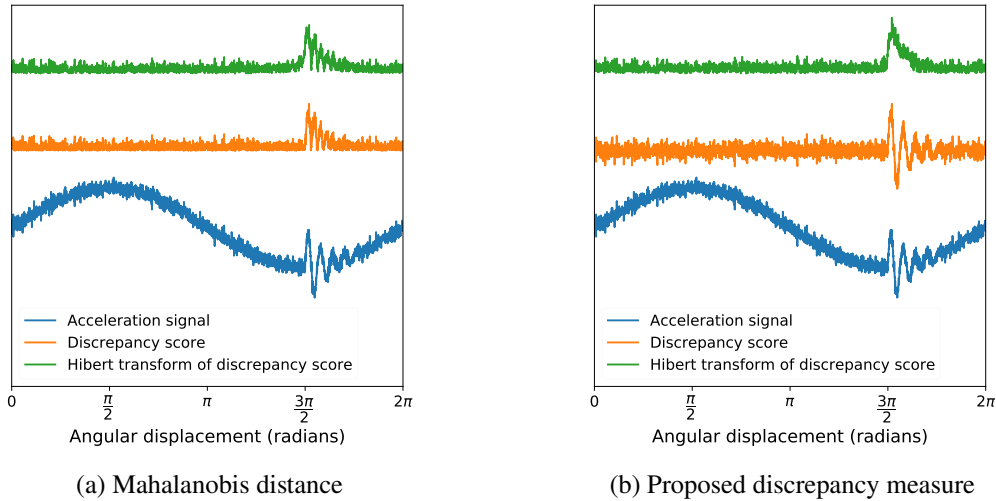 Acceleration signal
Discrepancy score
Hibert transform of discrepancy score
0 π/2 π 3π/2 2π
Angular displacement (radians)
(a) Mahalanobis distance
Acceleration signal
Discrepancy score
Hibert transform of discrepancy score
0 π/2 π 3π/2 2π
Angular displacement (radians)
(b) Proposed discrepancy measure